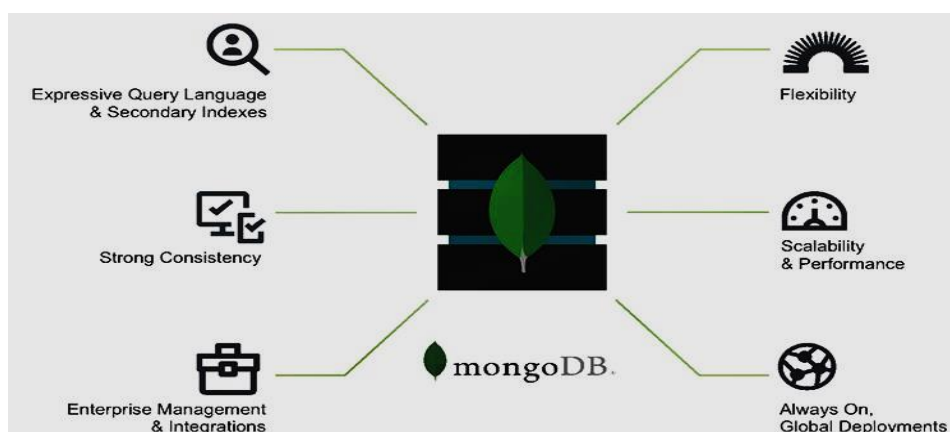 Expressive Query Language
& Secondary Indexes
Strong Consistency
Enterprise Management
& Integrations
mongoDB.
Flexibility
Scalability
& Performance
Always On,
Global Deployments